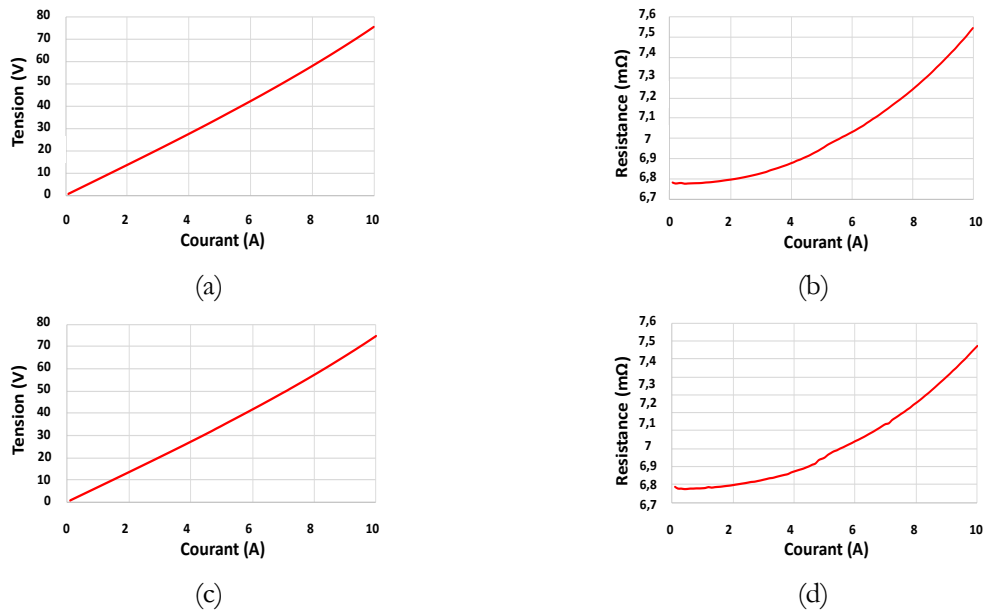 80
70
60
50
40
30
20
10
0
Tension (V)
0 2 4 6 8 10
Courant (A)
(a)
7,6
7,5
7,4
7,3
7,2
7,1
7
6,9
6,8
6,7
Resistance (mΩ)
0 2 4 6 8 10
Courant (A)
(b)
80
70
60
50
40
30
20
10
0
Tension (V)
0 2 4 6 8 10
Courant (A)
(c)
7,6
7,5
7,4
7,3
7,2
7,1
7
6,9
6,8
6,7
Resistance (mΩ)
0 2 4 6 8 10
Courant (A)
(d)